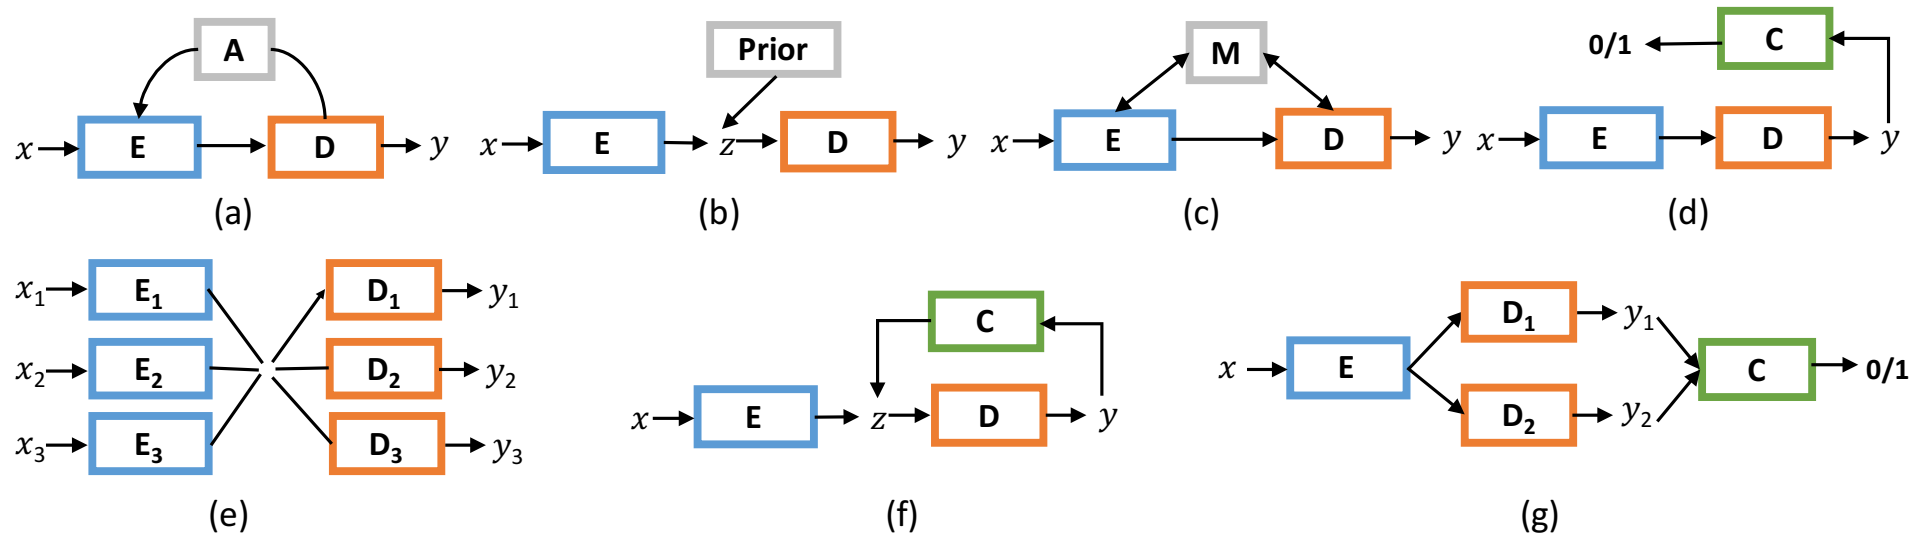 A
x E D y
(a)
Prior
x E z D y
(b)
M
x E D y
(c)
0/1 C
x E D y
(d)
x₁ E₁ D₁ y₁
x₂ E₂ D₂ y₂
x₃ E₃ D₃ y₃
(e)
C
x E z D y
(f)
D₁ y₁
x E C 0/1
D₂ y₂
(g)